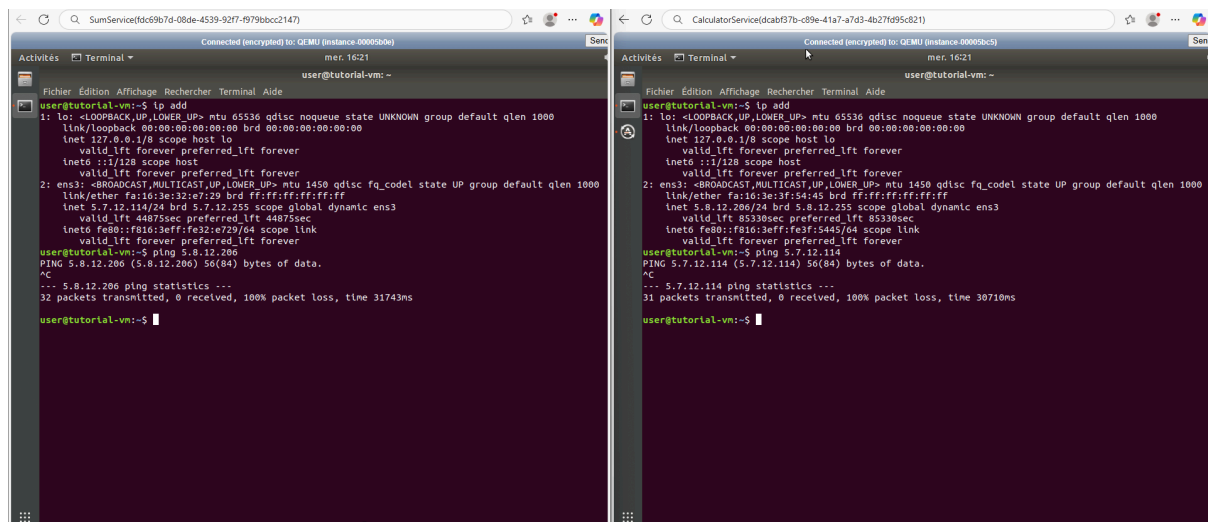 SumService(fdc69b7d-08de-4539-92f7-f979bbcc2147)
Connected (encrypted) to: QEMU (instance-00005b0e)
Send
Activités Terminal mer. 16:21
user@tutorial-vm: ~
Fichier Édition Affichage Rechercher Terminal Aide
user@tutorial-vm:~$ ip add
1: lo: <LOOPBACK,UP,LOWER_UP> mtu 65536 qdisc noqueue state UNKNOWN group default qlen 1000
link/loopback 00:00:00:00:00:00 brd 00:00:00:00:00:00
inet 127.0.0.1/8 scope host lo
valid_lft forever preferred_lft forever
inet6 ::1/128 scope host
valid_lft forever preferred_lft forever
2: ens3: <BROADCAST,MULTICAST,UP,LOWER_UP> mtu 1450 qdisc fq_codel state UP group default qlen 1000
link/ether fa:16:3e:32:e7:29 brd ff:ff:ff:ff:ff:ff
inet 5.7.12.114/24 brd 5.7.12.255 scope global dynamic ens3
valid_lft 44875sec preferred_lft 44875sec
inet6 fe80::f816:3eff:fe32:e729/64 scope link
valid_lft forever preferred_lft forever
user@tutorial-vm:~$ ping 5.8.12.206
PING 5.8.12.206 (5.8.12.206) 56(84) bytes of data.
^C
--- 5.8.12.206 ping statistics ---
32 packets transmitted, 0 received, 100% packet loss, time 31743ms
user@tutorial-vm:~$
CalculatorService(dcabf37b-c89e-41a7-a7d3-4b27fd95c821)
Connected (encrypted) to: QEMU (instance-00005bc5)
Sen
Activités Terminal mer. 16:21
user@tutorial-vm: ~
Fichier Édition Affichage Rechercher Terminal Aide
user@tutorial-vm:~$ ip add
1: lo: <LOOPBACK,UP,LOWER_UP> mtu 65536 qdisc noqueue state UNKNOWN group default qlen 1000
link/loopback 00:00:00:00:00:00 brd 00:00:00:00:00:00
inet 127.0.0.1/8 scope host lo
valid_lft forever preferred_lft forever
inet6 ::1/128 scope host
valid_lft forever preferred_lft forever
2: ens3: <BROADCAST,MULTICAST,UP,LOWER_UP> mtu 1450 qdisc fq_codel state UP group default qlen 1000
link/ether fa:16:3e:3f:54:45 brd ff:ff:ff:ff:ff:ff
inet 5.8.12.206/24 brd 5.8.12.255 scope global dynamic ens3
valid_lft 85330sec preferred_lft 85330sec
inet6 fe80::f816:3eff:fe3f:5445/64 scope link
valid_lft forever preferred_lft forever
user@tutorial-vm:~$ ping 5.7.12.114
PING 5.7.12.114 (5.7.12.114) 56(84) bytes of data.
^C
--- 5.7.12.114 ping statistics ---
31 packets transmitted, 0 received, 100% packet loss, time 30710ms
user@tutorial-vm:~$